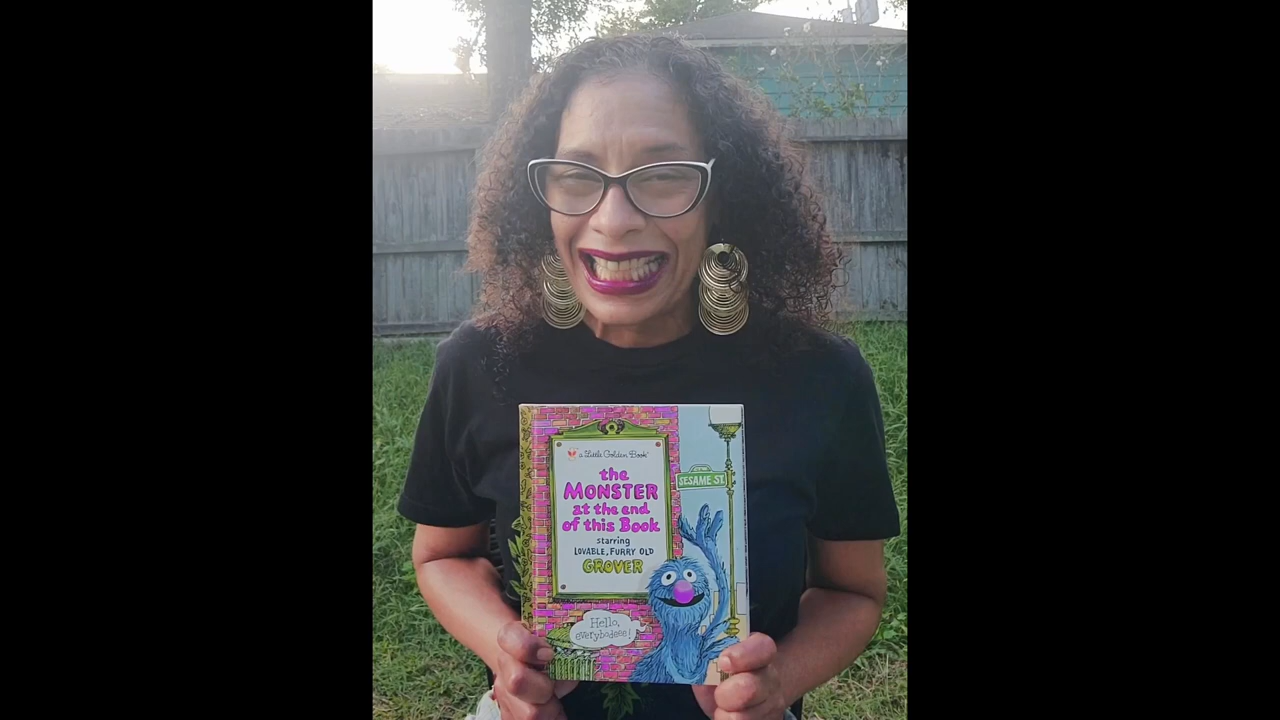 a Little Golden Book
the
MONSTER
at the end
of this Book
starring
LOVABLE, FURRY OLD
GROVER
SESAME ST.
Hello,
everybodeee!